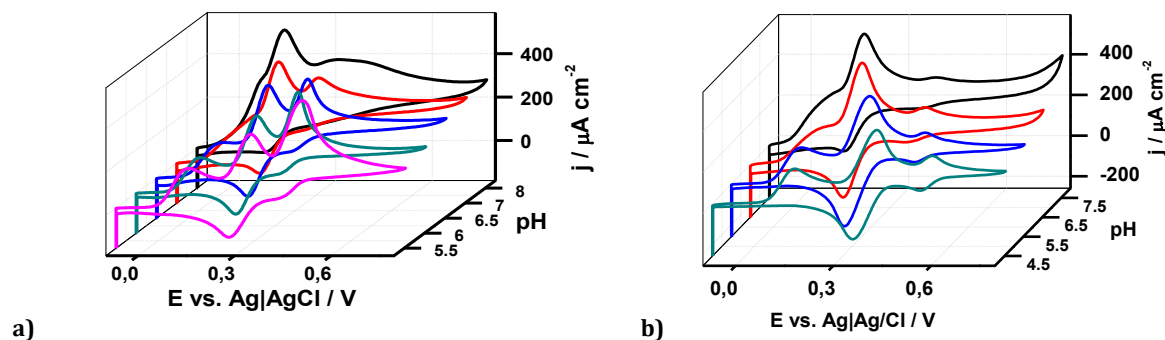 400
200
0
j / μA cm⁻²
8
7
6.5
6
5.5
pH
0,0
0,3
0,6
E vs. Ag|AgCl / V
a)
400
200
0
-200
j / μA cm⁻²
7.5
6.5
5.5
4.5
pH
0,0
0,3
0,6
E vs. Ag|Ag/Cl / V
b)